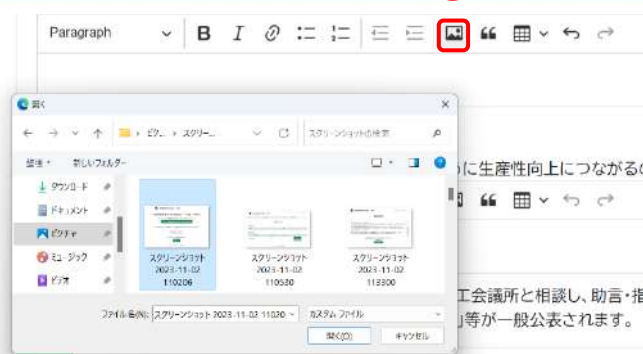 Paragraph
開く
ピク... スクリーン...
スクリーンショットの検索
整理
新しいフォルダー
に生産性向上につながるの
ダウンロード
ドキュメント
ピクチャ
ミュージック
ビデオ
スクリーンショット 2023-11-02 110206
スクリーンショット 2023-11-02 110530
スクリーンショット 2023-11-02 113300
工会議所と相談し、助言・指
ファイル名(N):
スクリーンショット 2023-11-02 11020
カスタム ファイル
等が一般公表されます。
開く(O)
キャンセル